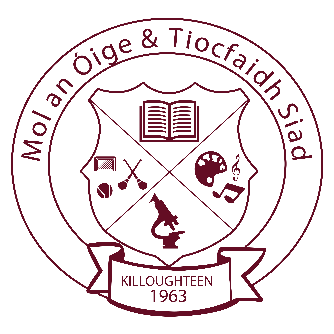 Mol an Óige & Tiocfaidh Siad
KILLOUGHTEEN
1963